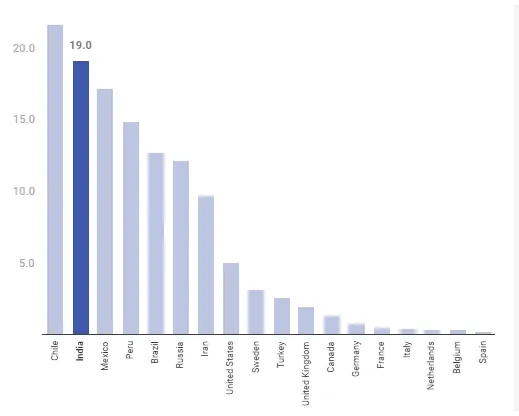 20.0
19.0
15.0
10.0
5.0
Chile
India
Mexico
Peru
Brazil
Russia
Iran
United States
Sweden
Turkey
United Kingdom
Canada
Germany
France
Italy
Netherlands
Belgium
Spain